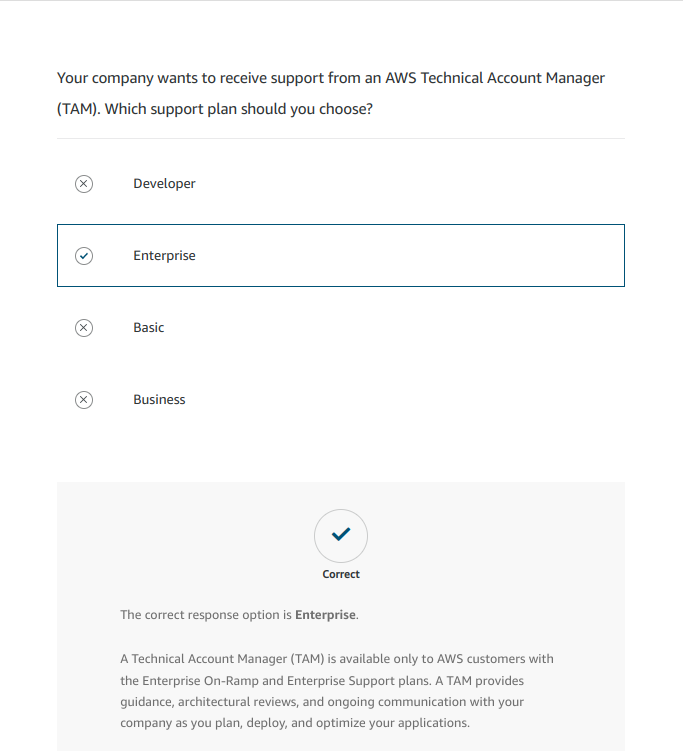 Your company wants to receive support from an AWS Technical Account Manager
(TAM). Which support plan should you choose?
Developer
Enterprise
Basic
Business
Correct
The correct response option is Enterprise.
A Technical Account Manager (TAM) is available only to AWS customers with
the Enterprise On-Ramp and Enterprise Support plans. A TAM provides
guidance, architectural reviews, and ongoing communication with your
company as you plan, deploy, and optimize your applications.